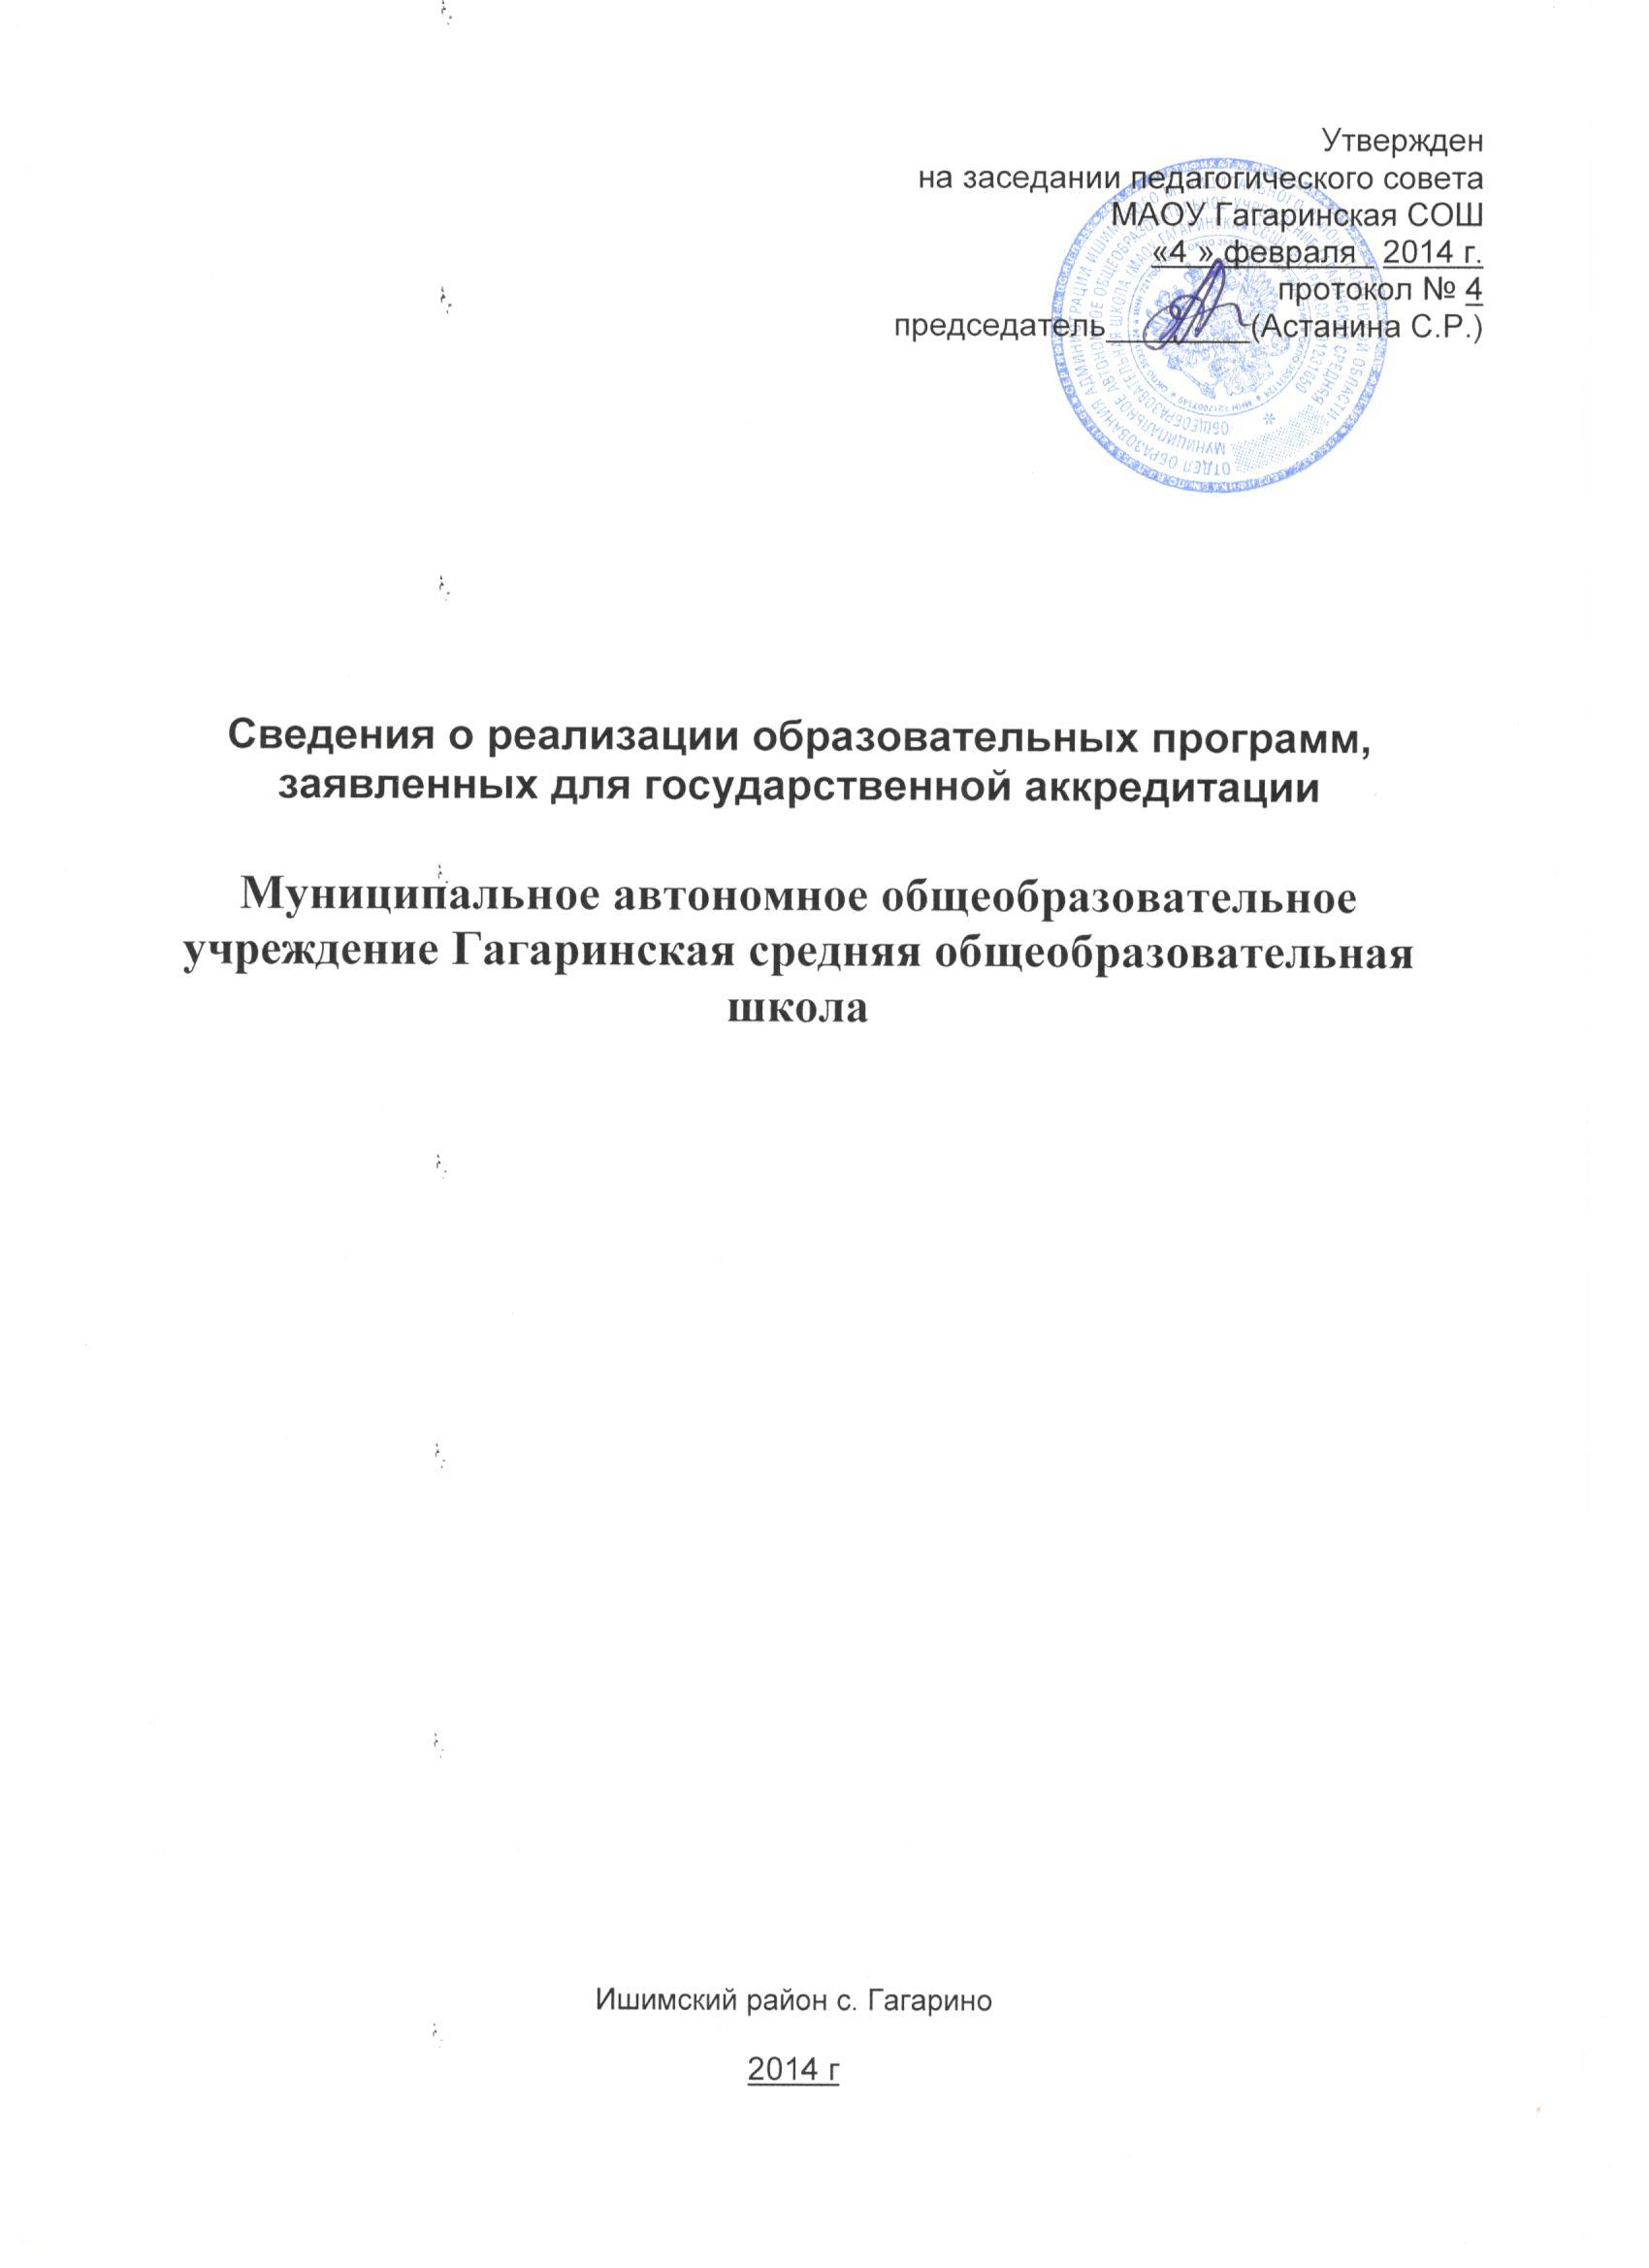 Утвержден
на заседании педагогического совета
МАОУ Гагаринская СОШ
«4 » февраля 2014 г.
протокол № 4
председатель_________(Астанина С.Р.)
Сведения о реализации образовательных программ,
заявленных для государственной аккредитации
Муниципальное автономное общеобразовательное
учреждение Гагаринская средняя общеобразовательная
школа
Ишимский район с. Гагарино
2014 г